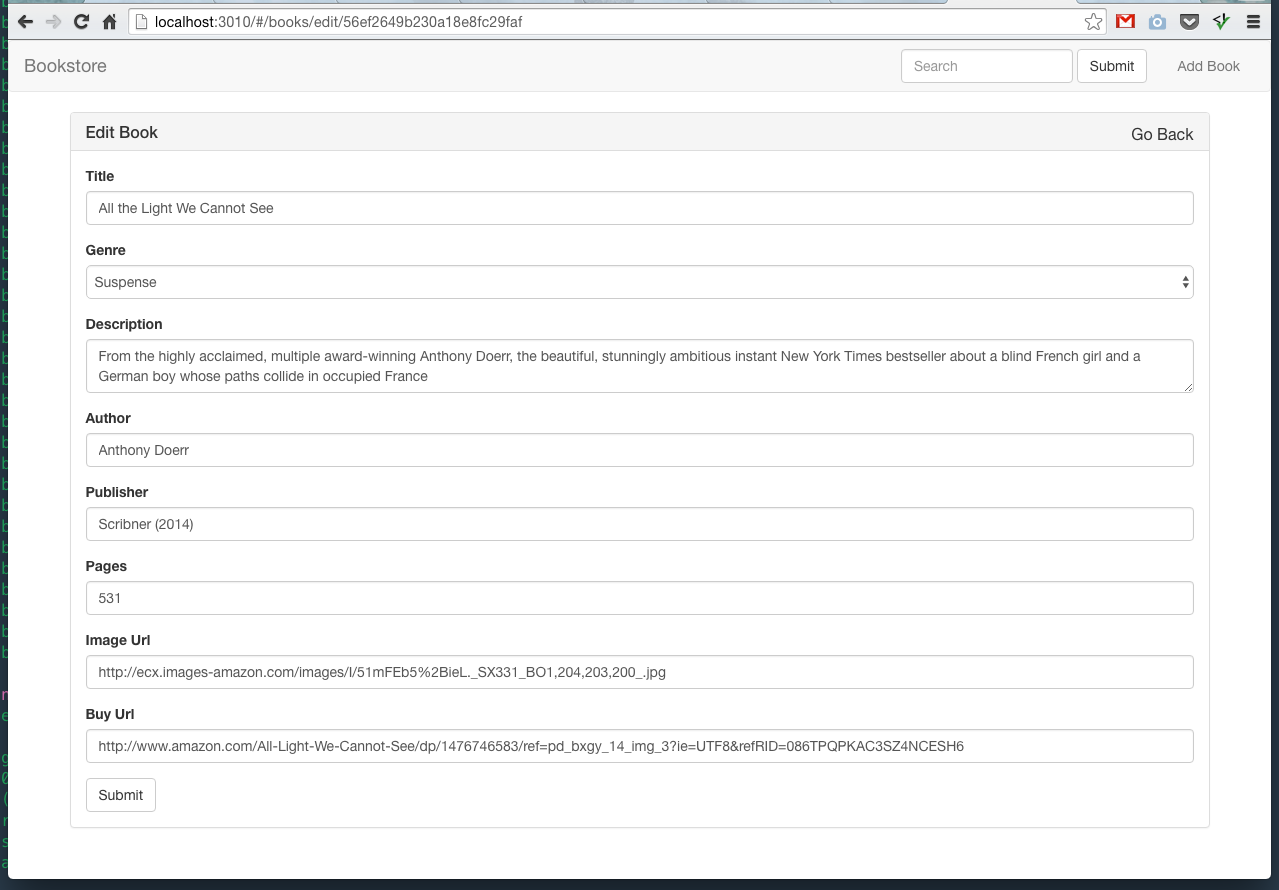 localhost:3010/#/books/edit/56ef2649b230a18e8fc29faf
Bookstore
Search
Submit
Add Book
Edit Book
Go Back
Title
All the Light We Cannot See
Genre
Suspense
Description
From the highly acclaimed, multiple award-winning Anthony Doerr, the beautiful, stunningly ambitious instant New York Times bestseller about a blind French girl and a
German boy whose paths collide in occupied France
Author
Anthony Doerr
Publisher
Scribner (2014)
Pages
531
Image Url
http://ecx.images-amazon.com/images/I/51mFEb5%2BieL._SX331_BO1,204,203,200_.jpg
Buy Url
http://www.amazon.com/All-Light-We-Cannot-See/dp/1476746583/ref=pd_bxgy_14_img_3?ie=UTF8&refRID=086TPQPKAC3SZ4NCESH6
Submit